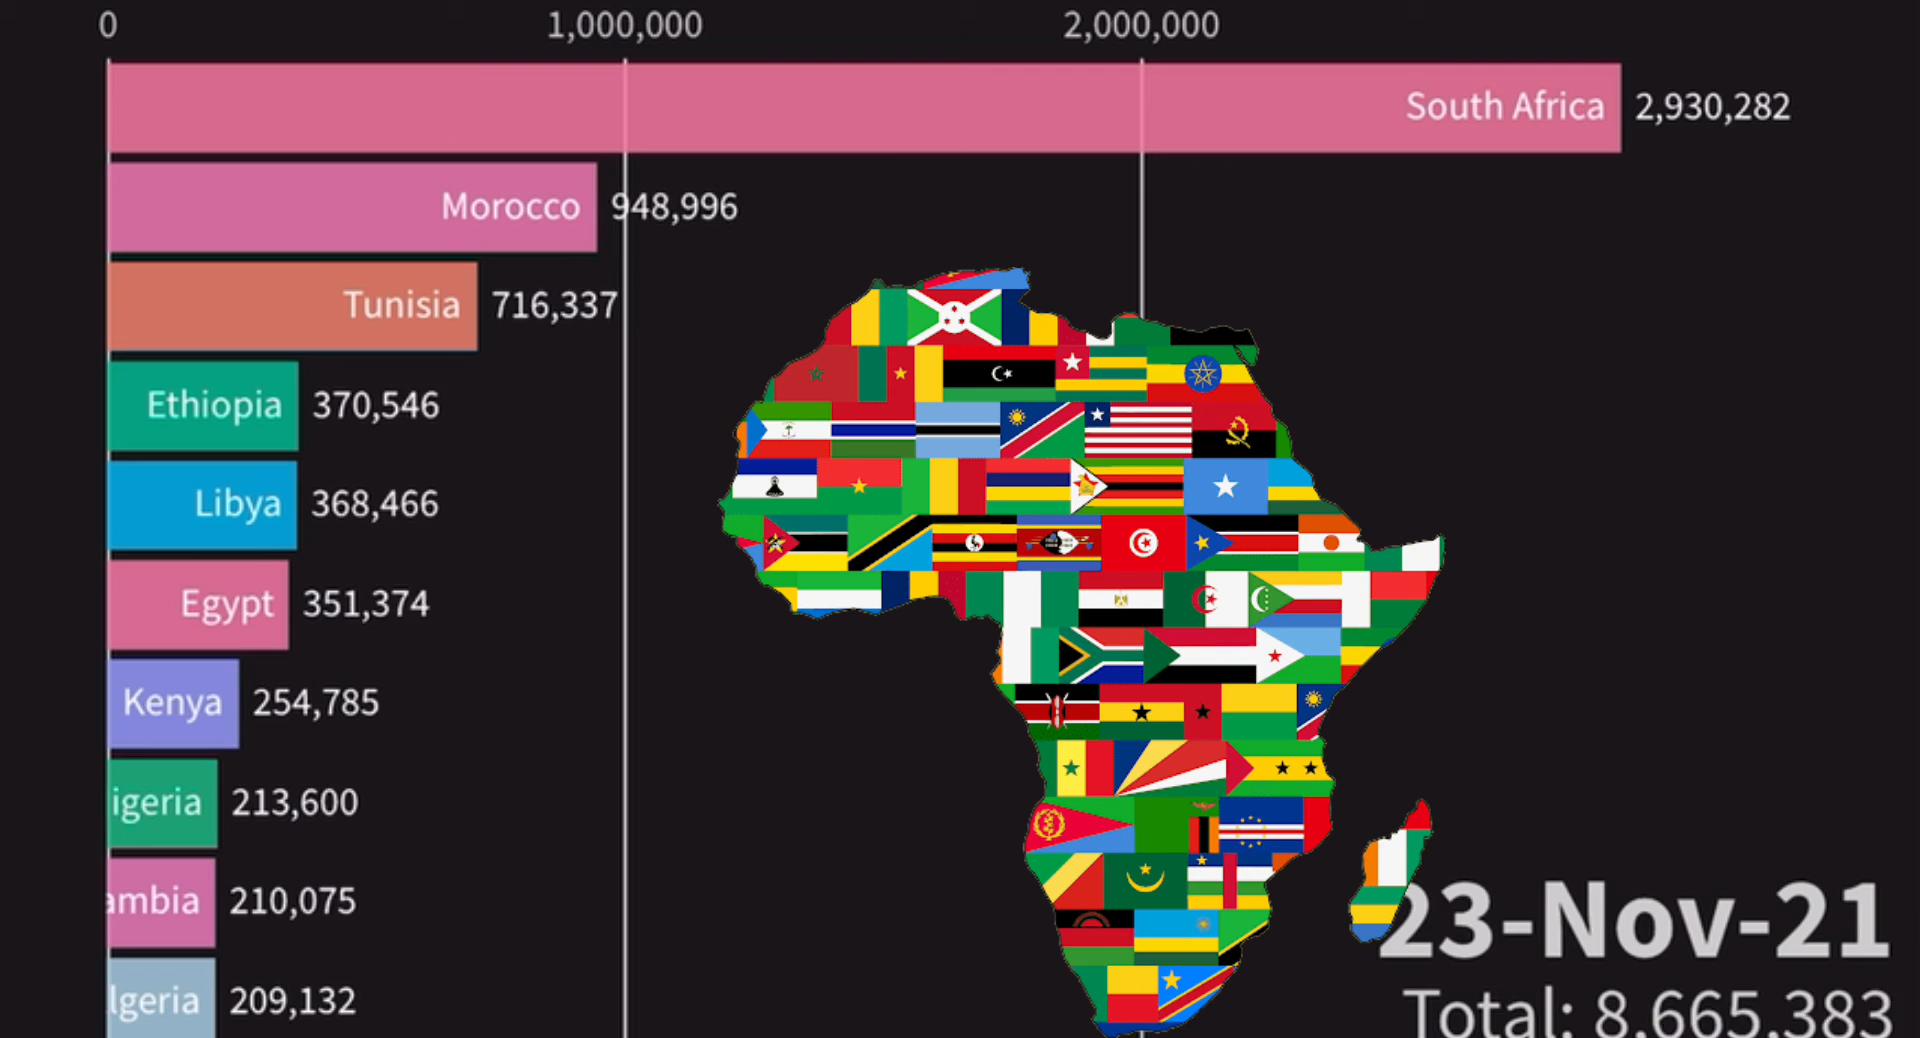 0 1,000,000 2,000,000
South Africa 2,930,282
Morocco 948,996
Tunisia 716,337
Ethiopia 370,546
Libya 368,466
Egypt 351,374
Kenya 254,785
igeria 213,600
ambia 210,075
lgeria 209,132
23-Nov-21
Total: 8,665,383